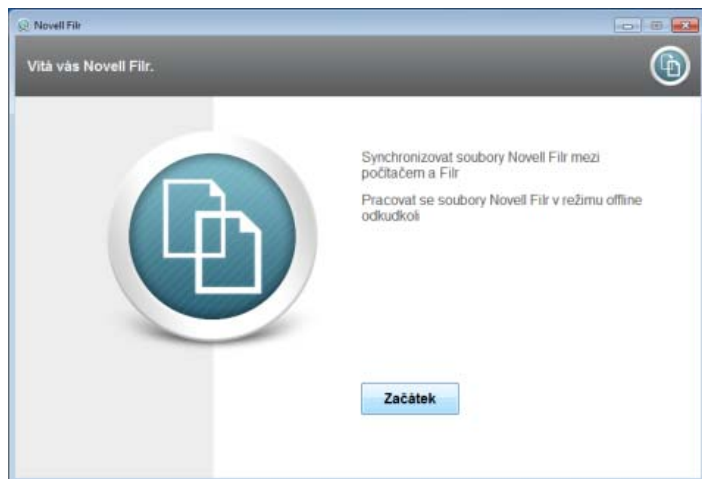 Novell Filr
Vítá vás Novell Filr.
Synchronizovat soubory Novell Filr mezi
počítačem a Filr
Pracovat se soubory Novell Filr v režimu offline
odkudkoli
Začátek